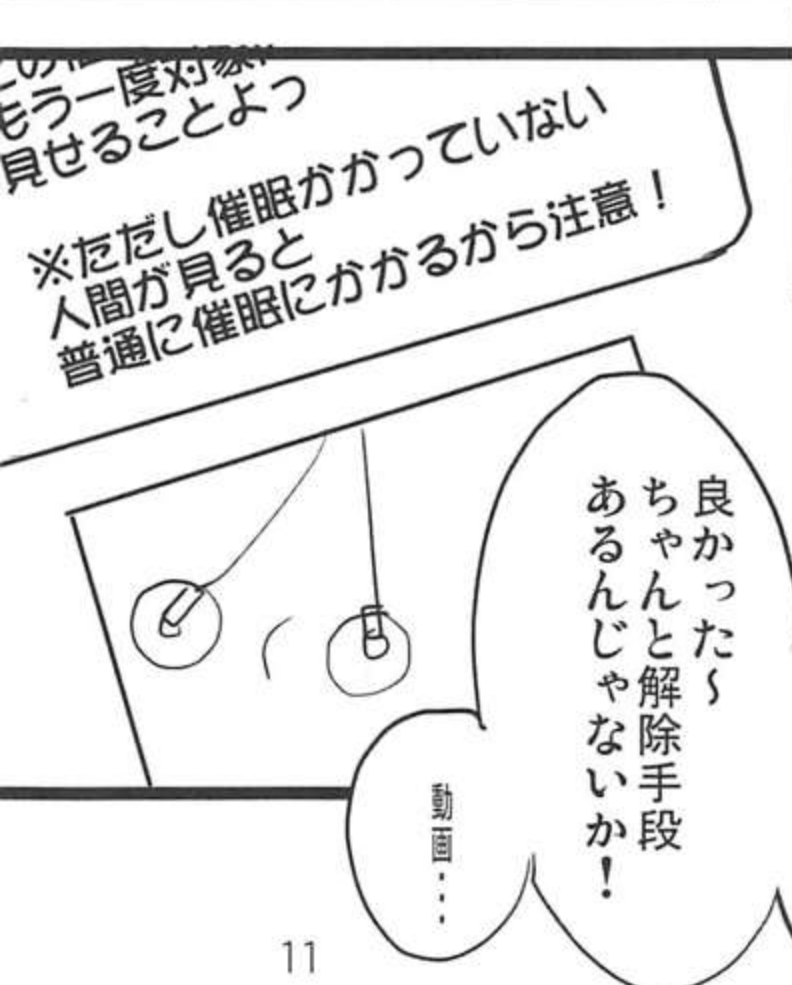 もう一度対象に
見せることよっ
※ただし催眠かかっていない
人間が見ると
普通に催眠にかかるから注意！
良かった～
ちゃんと解除手段
あるんじゃないか！
動画・・・
11